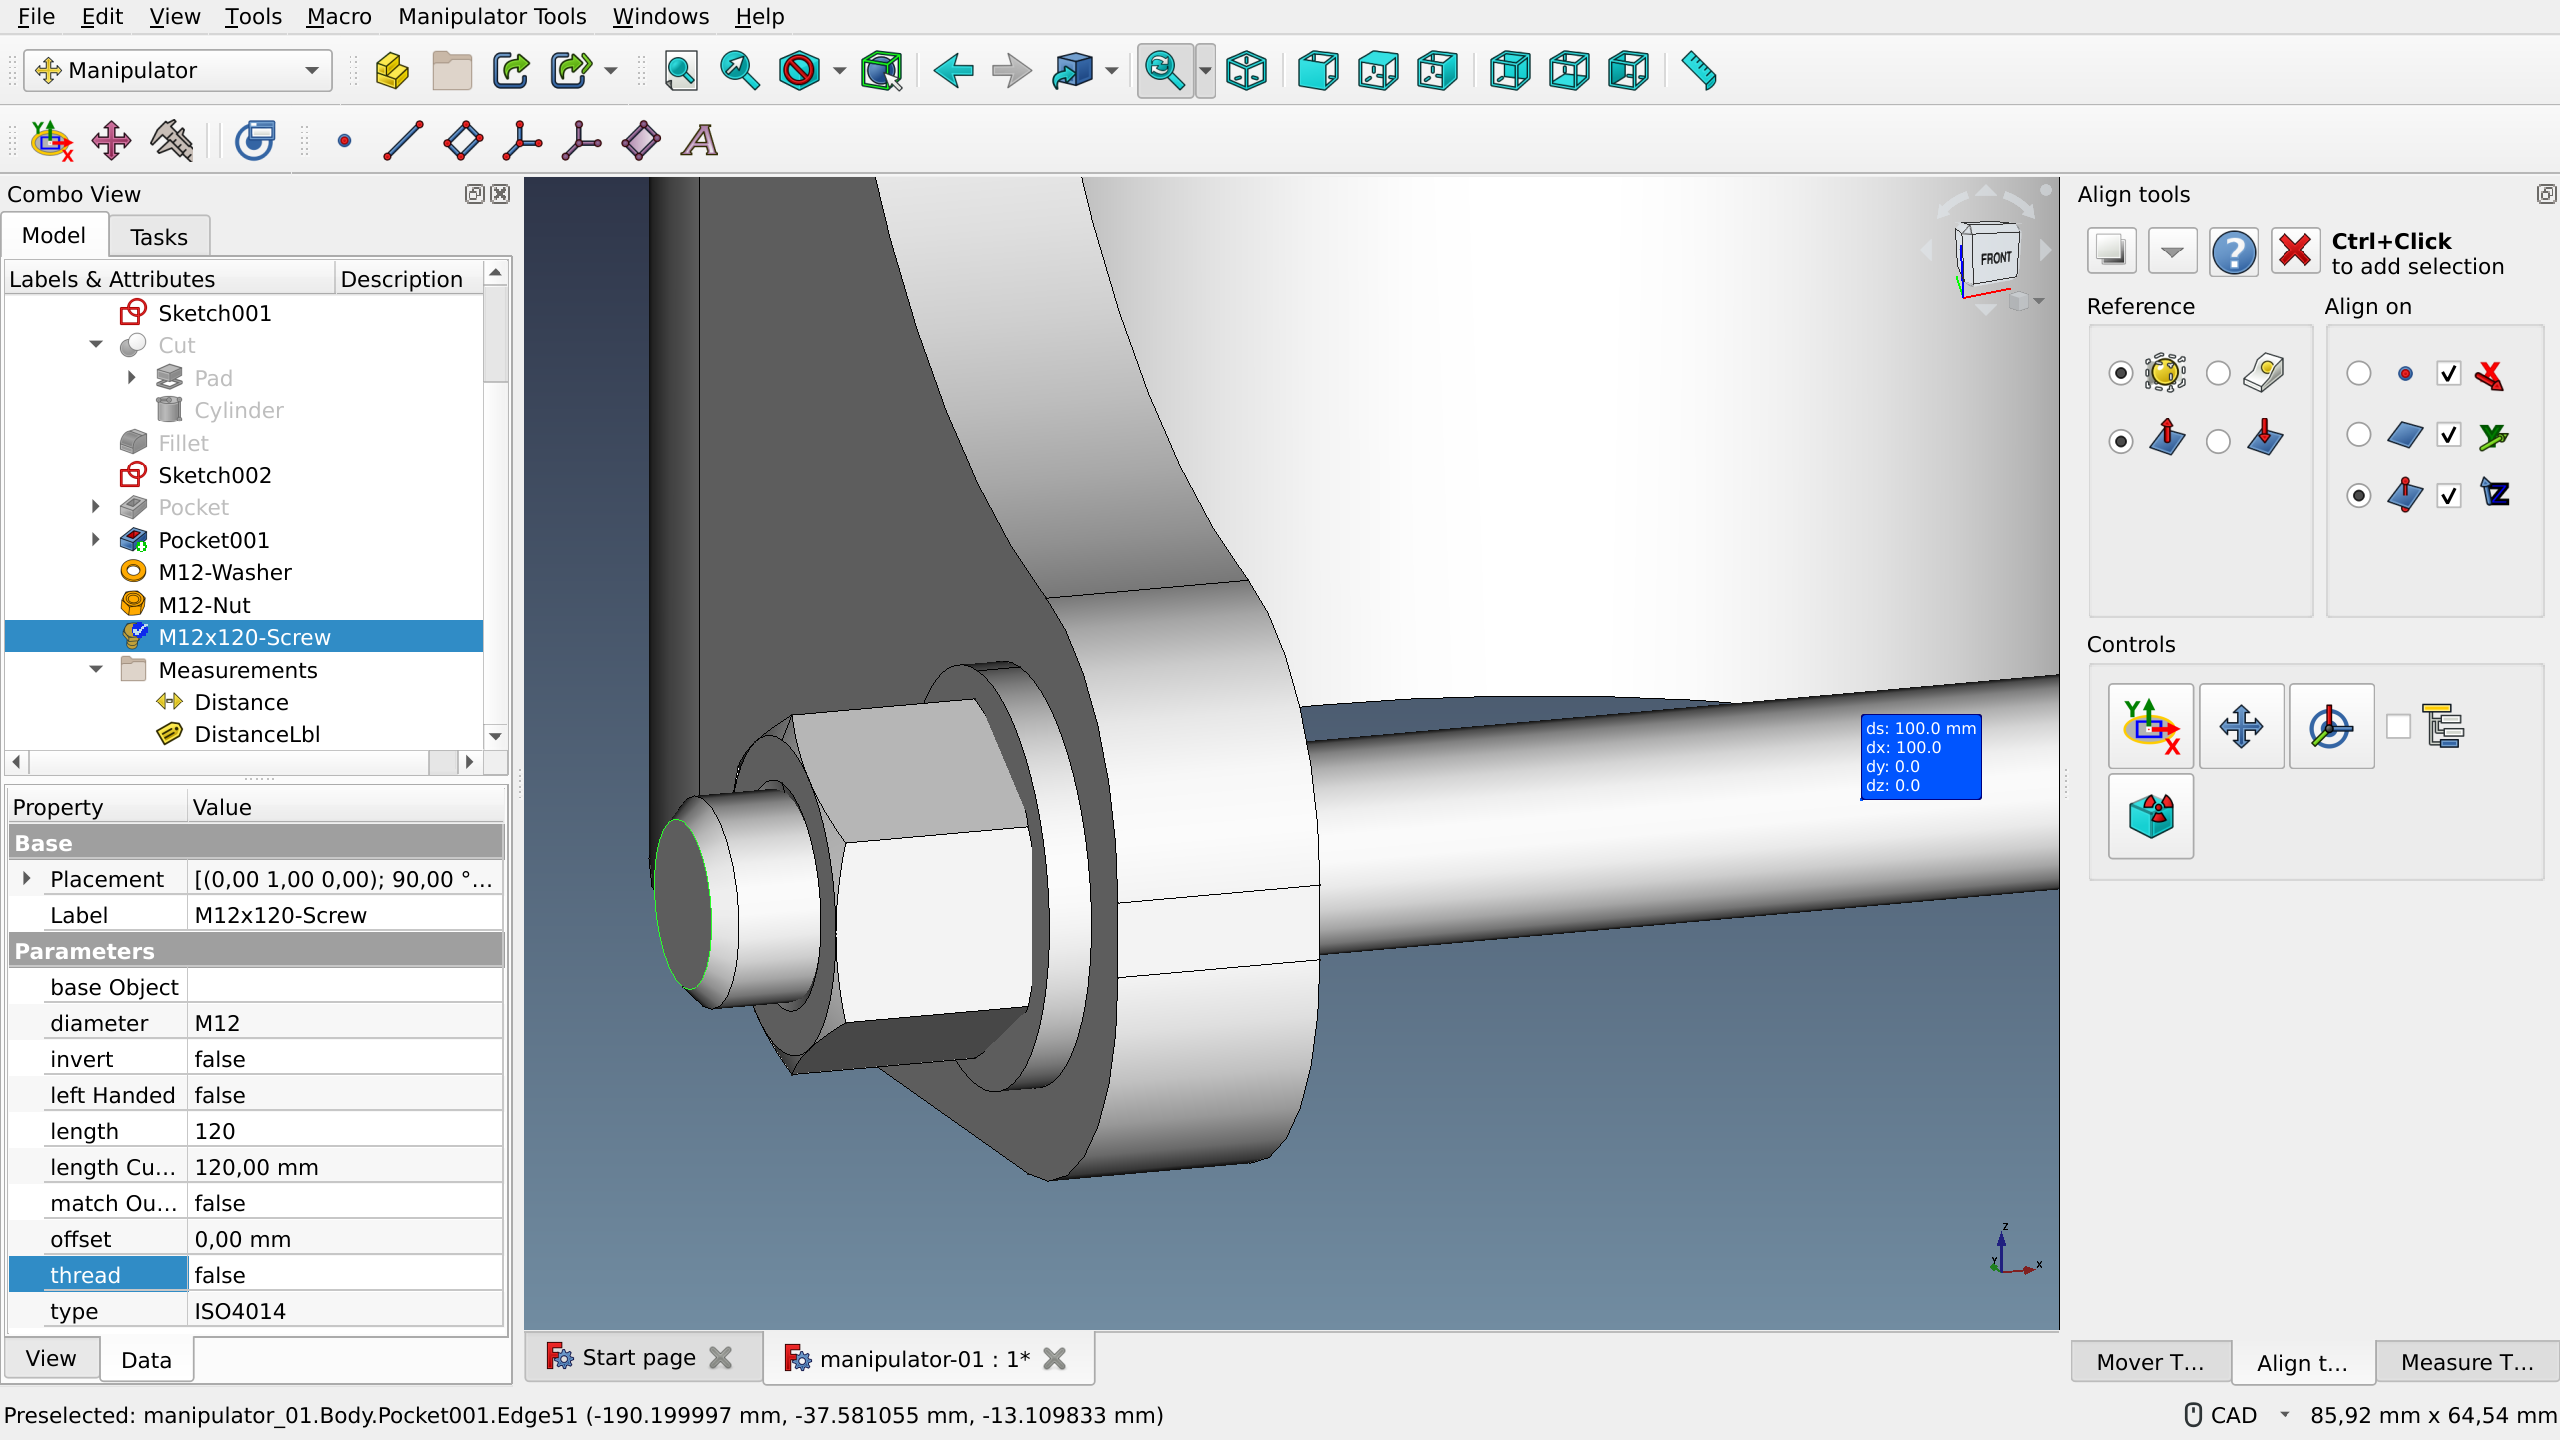 File Edit View Tools Macro Manipulator Tools Windows Help
Manipulator
Combo View
Model Tasks
Labels & Attributes Description
Sketch001
Cut
Pad
Cylinder
Fillet
Sketch002
Pocket
Pocket001
M12-Washer
M12-Nut
M12x120-Screw
Measurements
Distance
DistanceLbl
Property Value
Base
Placement [(0,00 1,00 0,00); 90,00 °...
Label M12x120-Screw
Parameters
base Object
diameter M12
invert false
left Handed false
length 120
length Cu... 120,00 mm
match Ou... false
offset 0,00 mm
thread false
type ISO4014
View Data
FRONT
ds: 100.0 mm
dx: 100.0
dy: 0.0
dz: 0.0
Z
Y X
Start page manipulator-01 : 1*
Align tools
Ctrl+Click
to add selection
Reference Align on
X
Y
Z
Controls
Y
X
Mover T... Align t... Measure T...
Preselected: manipulator_01.Body.Pocket001.Edge51 (-190.199997 mm, -37.581055 mm, -13.109833 mm)
CAD 85,92 mm x 64,54 mm